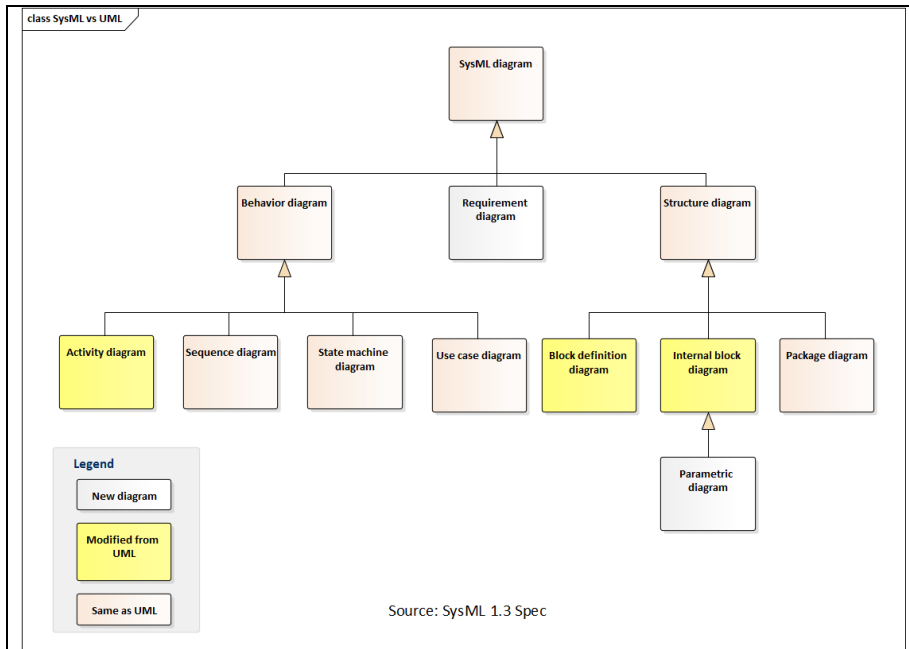 class SysML vs UML
SysML diagram
Behavior diagram
Requirement
diagram
Structure diagram
Activity diagram
Sequence diagram
State machine
diagram
Use case diagram
Block definition
diagram
Internal block
diagram
Package diagram
Parametric
diagram
Legend
New diagram
Modified from
UML
Same as UML
Source: SysML 1.3 Spec